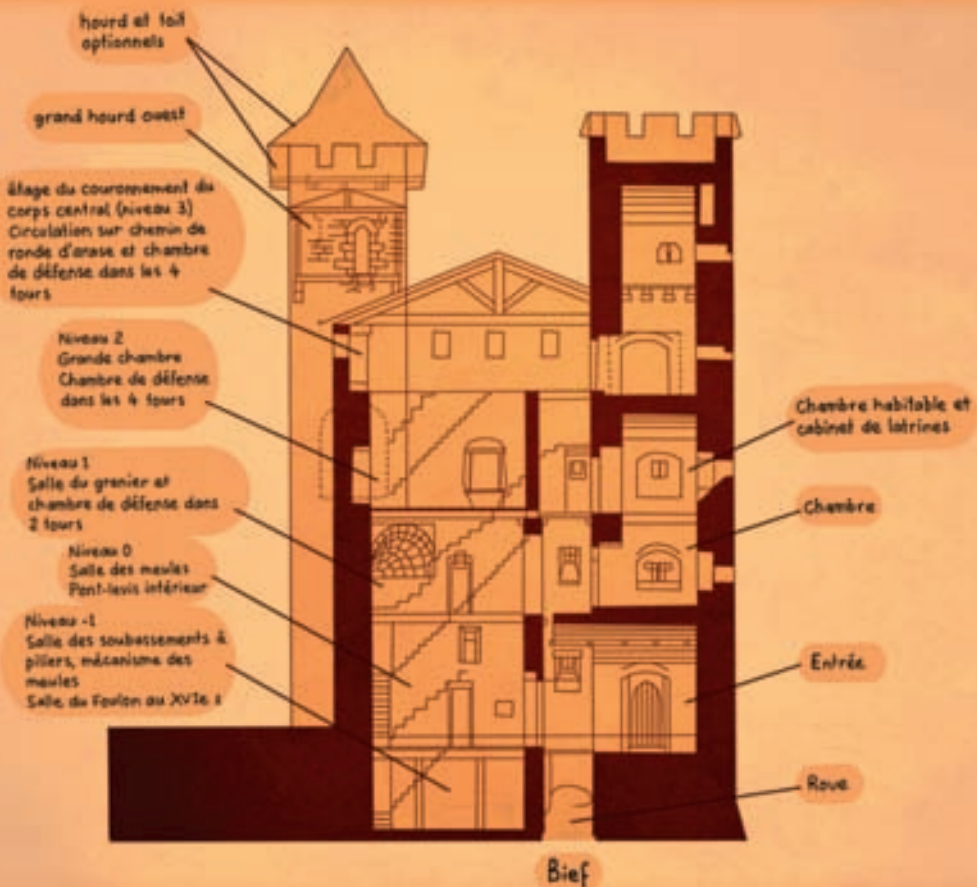 hourd et toit
optionnels
grand hourd ouest
étage du couronnement du
corps central (niveau 3)
Circulation sur chemin de
ronde d'arase et chambre
de défense dans les 4
tours
Niveau 2
Grande chambre
Chambre de défense
dans les 4 tours
Niveau 1
Salle du grenier et
chambre de défense dans
2 tours
Niveau 0
Salle des meules
Pont-levis intérieur
Niveau -1
Salle des soubassements à
piliers, mécanisme des
meules
Salle du Foulon au XVIe s
Chambre habitable et
cabinet de latrines
Chambre
Entrée
Roue
Bief